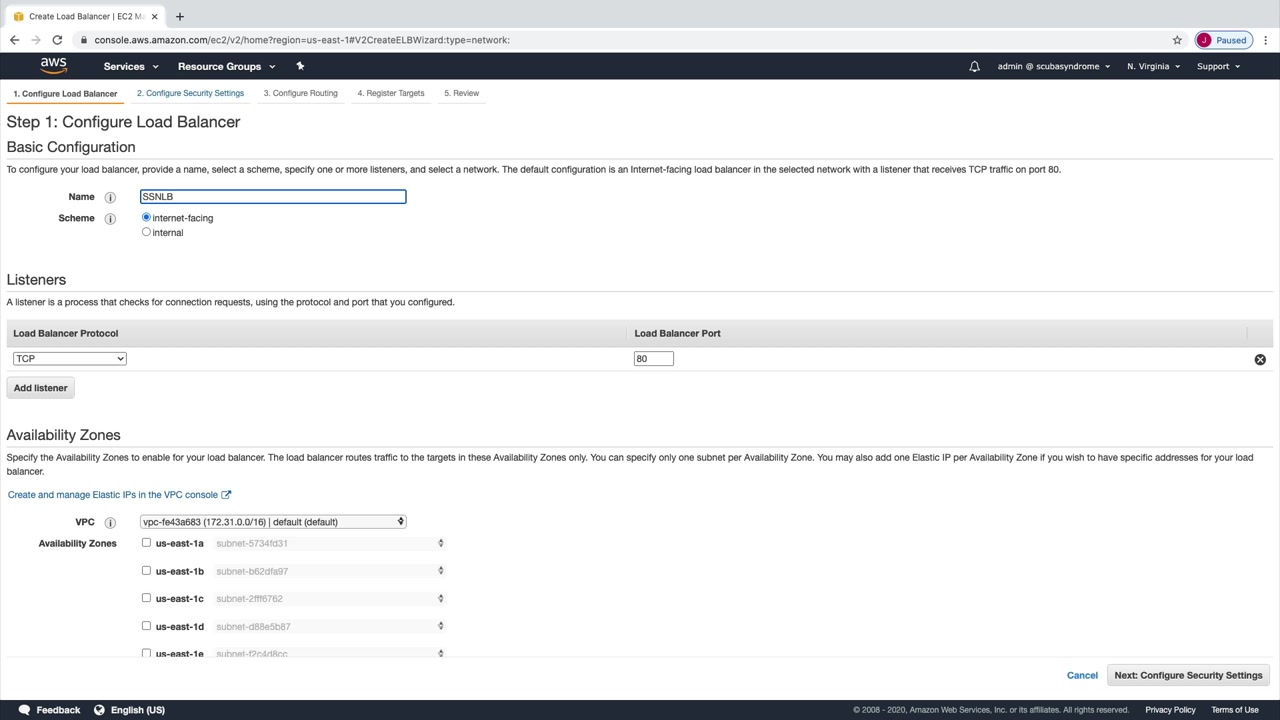 Create Load Balancer | EC2 Ma
console.aws.amazon.com/ec2/v2/home?region=us-east-1#V2CreateELBWizard:type=network:
J Paused
aws Services Resource Groups admin @ scubasyndrome N. Virginia Support
1. Configure Load Balancer 2. Configure Security Settings 3. Configure Routing 4. Register Targets 5. Review
Step 1: Configure Load Balancer
Basic Configuration
To configure your load balancer, provide a name, select a scheme, specify one or more listeners, and select a network. The default configuration is an Internet-facing load balancer in the selected network with a listener that receives TCP traffic on port 80.
Name i SSNLB
Scheme i internet-facing
internal
Listeners
A listener is a process that checks for connection requests, using the protocol and port that you configured.
Load Balancer Protocol Load Balancer Port
TCP 80
Add listener
Availability Zones
Specify the Availability Zones to enable for your load balancer. The load balancer routes traffic to the targets in these Availability Zones only. You can specify only one subnet per Availability Zone. You may also add one Elastic IP per Availability Zone if you wish to have specific addresses for your load
balancer.
Create and manage Elastic IPs in the VPC console
VPC i vpc-fe43a683 (172.31.0.0/16) | default (default)
Availability Zones us-east-1a subnet-5734fd31
us-east-1b subnet-b62dfa97
us-east-1c subnet-2fff6762
us-east-1d subnet-d88e5b87
us-east-1e subnet-f2c4d8cc
Cancel Next: Configure Security Settings
Feedback English (US) © 2008 - 2020, Amazon Web Services, Inc. or its affiliates. All rights reserved. Privacy Policy Terms of Use